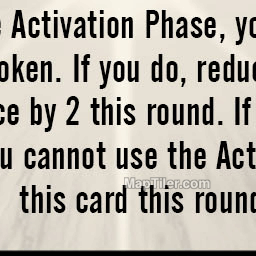 Activation Phase, yo
oken. If you do, redu
ce by 2 this round. If
u cannot use the Act
MapTiler.com
this card this round